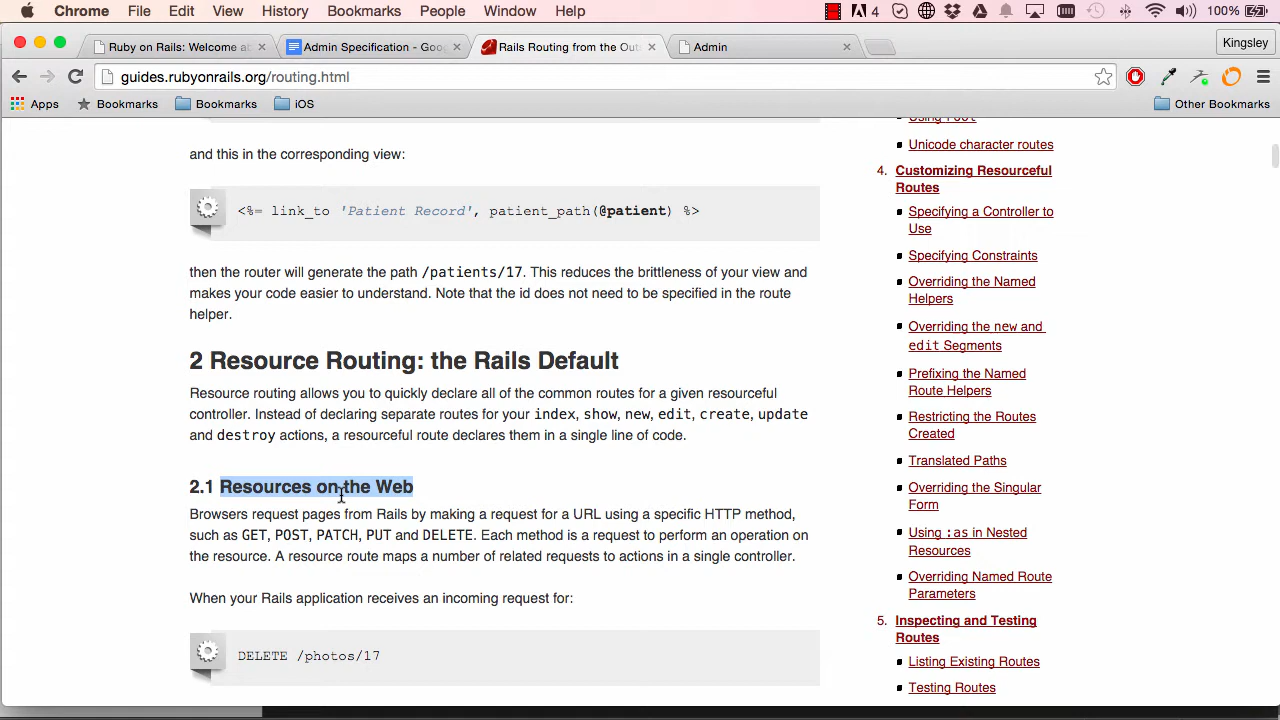 Chrome File Edit View History Bookmarks People Window Help 4 100%
Ruby on Rails: Welcome a
Admin Specification - Goo
Rails Routing from the Out
Admin
Kingsley
guides.rubyonrails.org/routing.html
Apps Bookmarks Bookmarks iOS Other Bookmarks
and this in the corresponding view:
<%= link_to 'Patient Record', patient_path(@patient) %>
then the router will generate the path /patients/17. This reduces the brittleness of your view and
makes your code easier to understand. Note that the id does not need to be specified in the route
helper.
2 Resource Routing: the Rails Default
Resource routing allows you to quickly declare all of the common routes for a given resourceful
controller. Instead of declaring separate routes for your index, show, new, edit, create, update
and destroy actions, a resourceful route declares them in a single line of code.
2.1 Resources on the Web
Browsers request pages from Rails by making a request for a URL using a specific HTTP method,
such as GET, POST, PATCH, PUT and DELETE. Each method is a request to perform an operation on
the resource. A resource route maps a number of related requests to actions in a single controller.
When your Rails application receives an incoming request for:
DELETE /photos/17
Unicode character routes
4. Customizing Resourceful
Routes
Specifying a Controller to
Use
Specifying Constraints
Overriding the Named
Helpers
Overriding the new and
edit Segments
Prefixing the Named
Route Helpers
Restricting the Routes
Created
Translated Paths
Overriding the Singular
Form
Using :as in Nested
Resources
Overriding Named Route
Parameters
5. Inspecting and Testing
Routes
Listing Existing Routes
Testing Routes